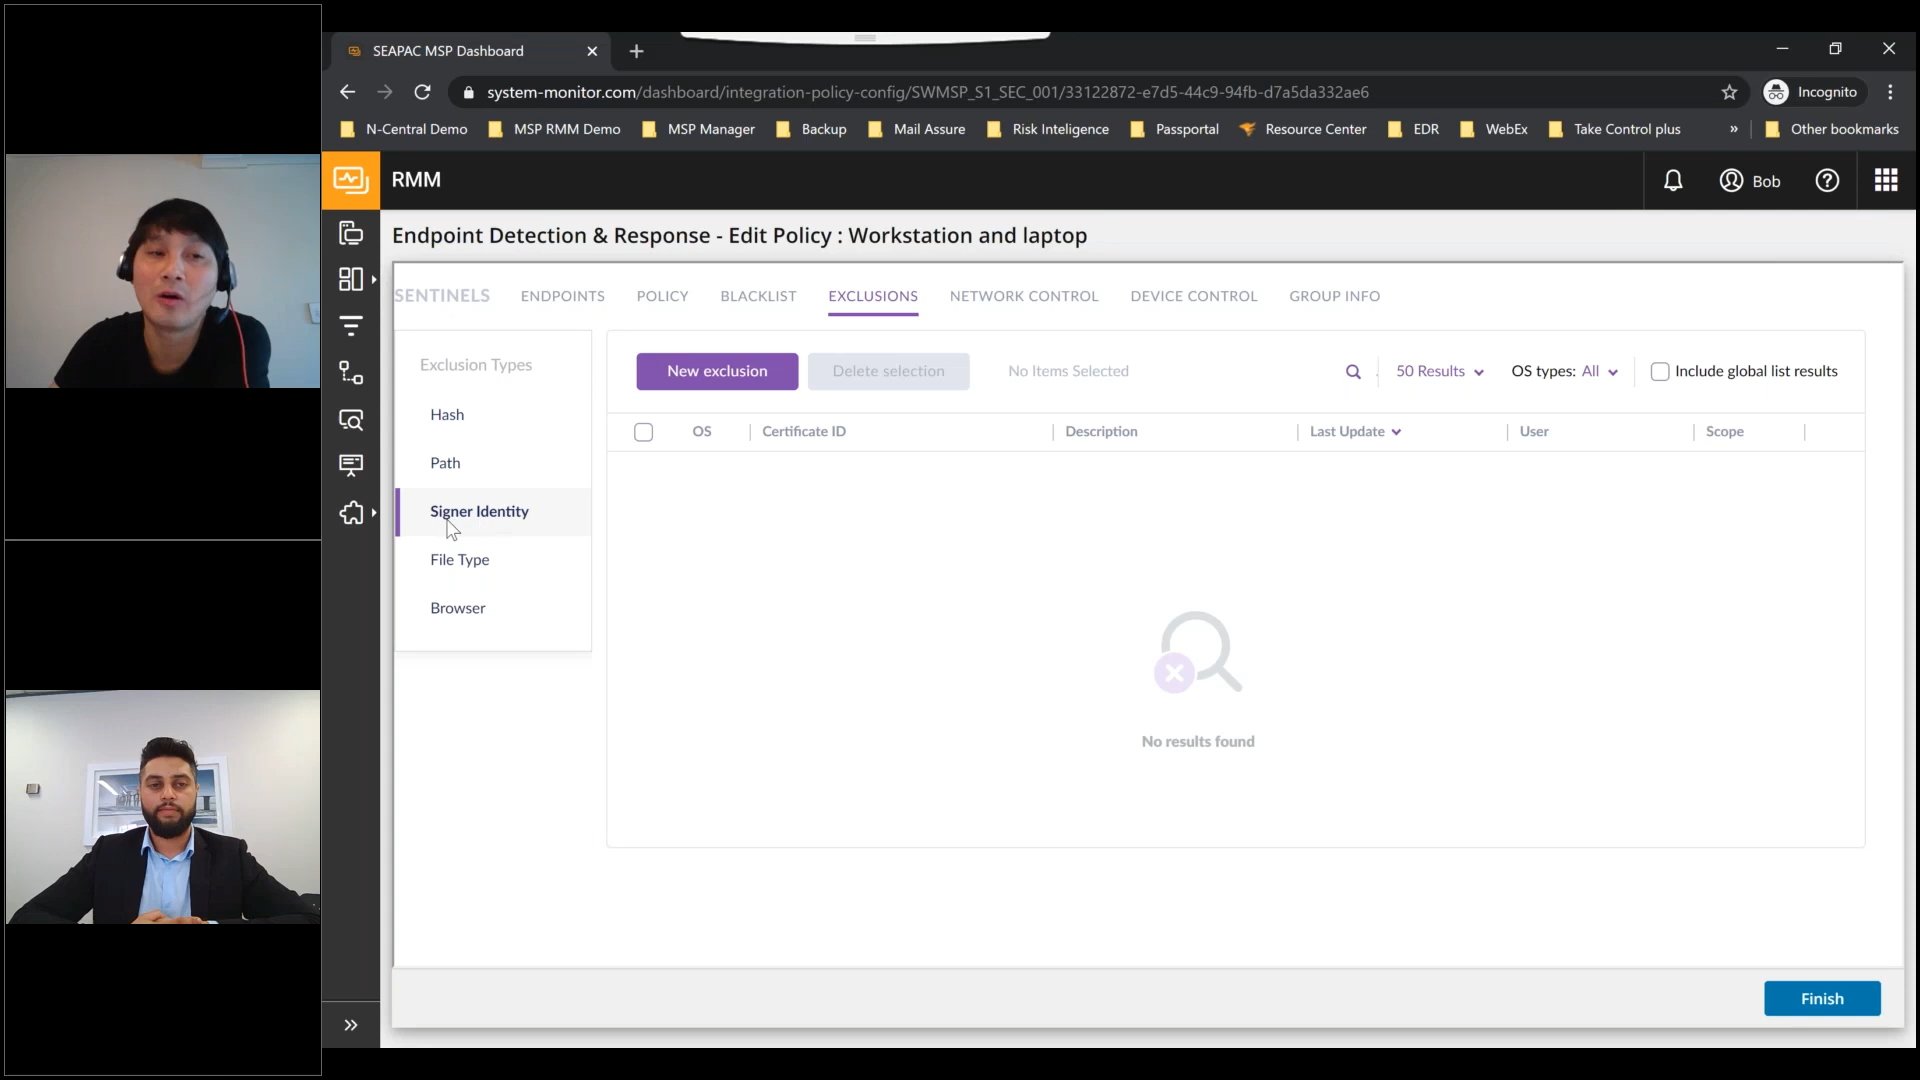 SEAPAC MSP Dashboard
system-monitor.com/dashboard/integration-policy-config/SWMSP_S1_SEC_001/33122872-e7d5-44c9-94fb-d7a5da332ae6
Incognito
N-Central Demo
MSP RMM Demo
MSP Manager
Backup
Mail Assure
Risk Inteligence
Passportal
Resource Center
EDR
WebEx
Take Control plus
»
Other bookmarks
RMM
Bob
Endpoint Detection & Response - Edit Policy : Workstation and laptop
SENTINELS
ENDPOINTS
POLICY
BLACKLIST
EXCLUSIONS
NETWORK CONTROL
DEVICE CONTROL
GROUP INFO
Exclusion Types
Hash
Path
Signer Identity
File Type
Browser
New exclusion
Delete selection
No Items Selected
50 Results
OS types: All
Include global list results
OS
Certificate ID
Description
Last Update
User
Scope
No results found
Finish